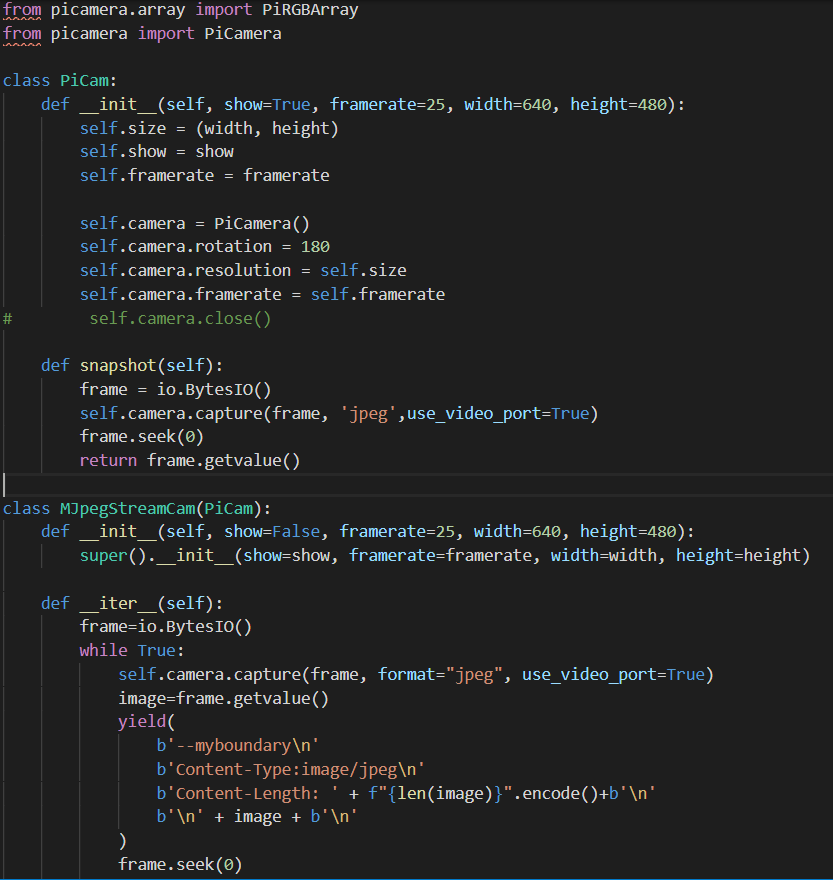 from picamera.array import PiRGBArray
from picamera import PiCamera

class PiCam:
    def __init__(self, show=True, framerate=25, width=640, height=480):
        self.size = (width, height)
        self.show = show
        self.framerate = framerate

        self.camera = PiCamera()
        self.camera.rotation = 180
        self.camera.resolution = self.size
        self.camera.framerate = self.framerate
#        self.camera.close()

    def snapshot(self):
        frame = io.BytesIO()
        self.camera.capture(frame, 'jpeg',use_video_port=True)
        frame.seek(0)
        return frame.getvalue()

class MJpegStreamCam(PiCam):
    def __init__(self, show=False, framerate=25, width=640, height=480):
        super().__init__(show=show, framerate=framerate, width=width, height=height)

    def __iter__(self):
        frame=io.BytesIO()
        while True:
            self.camera.capture(frame, format="jpeg", use_video_port=True)
            image=frame.getvalue()
            yield(
                b'--myboundary\n'
                b'Content-Type:image/jpeg\n'
                b'Content-Length: ' + f"{len(image)}".encode()+b'\n'
                b'\n' + image + b'\n'
            )
            frame.seek(0)